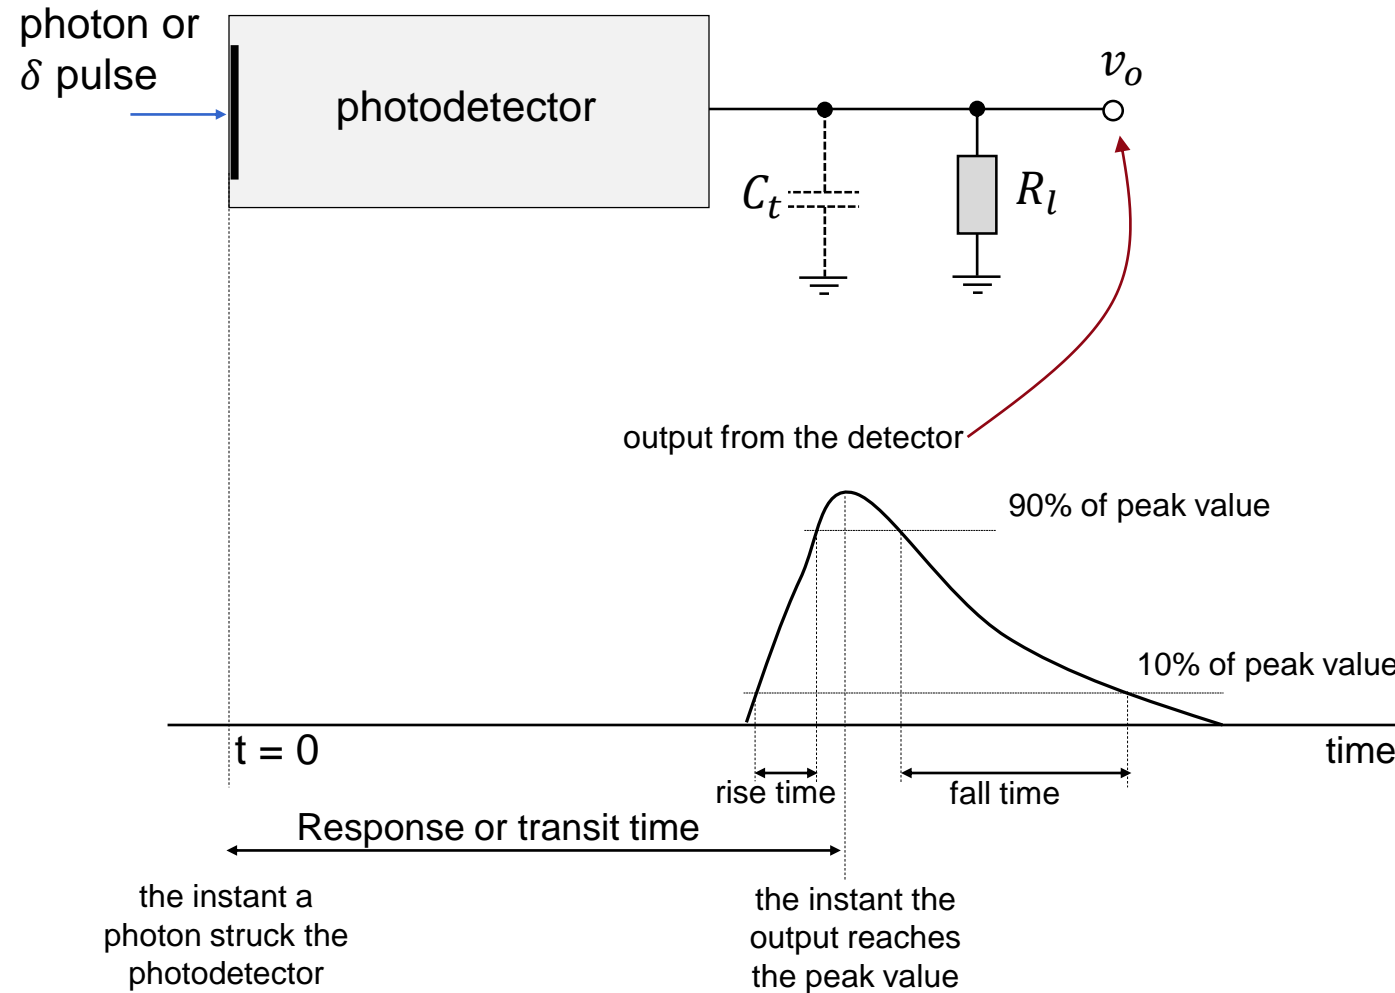 photon or
δ pulse
photodetector
v_o
C_t
R_l
output from the detector
90% of peak value
10% of peak value
t = 0
time
rise time
fall time
Response or transit time
the instant a
photon struck the
photodetector
the instant the
output reaches
the peak value